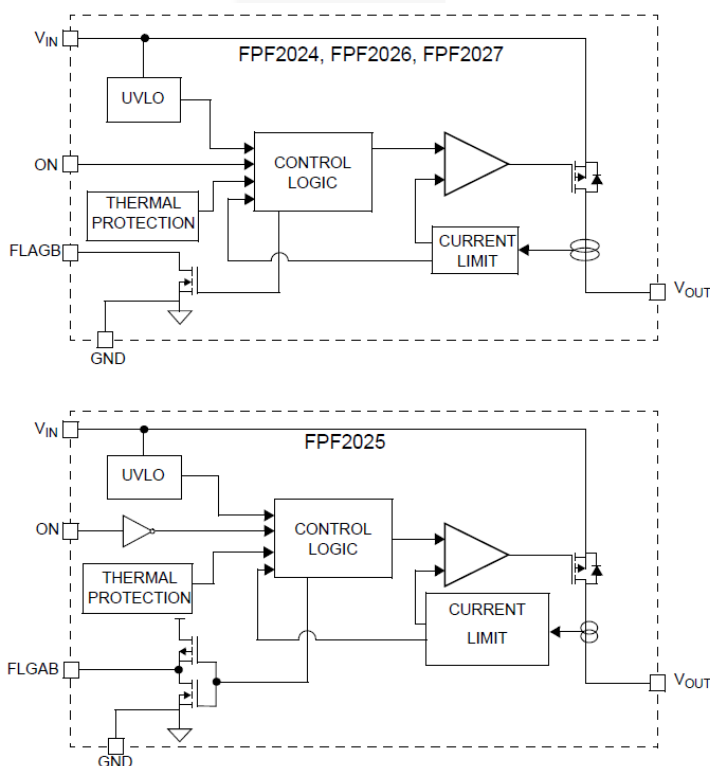 VIN
FPF2024, FPF2026, FPF2027
UVLO
ON
CONTROL
LOGIC
THERMAL
PROTECTION
FLAGB
CURRENT
LIMIT
VOUT
GND
VIN
FPF2025
UVLO
ON
CONTROL
LOGIC
THERMAL
PROTECTION
CURRENT
LIMIT
FLGAB
VOUT
GND